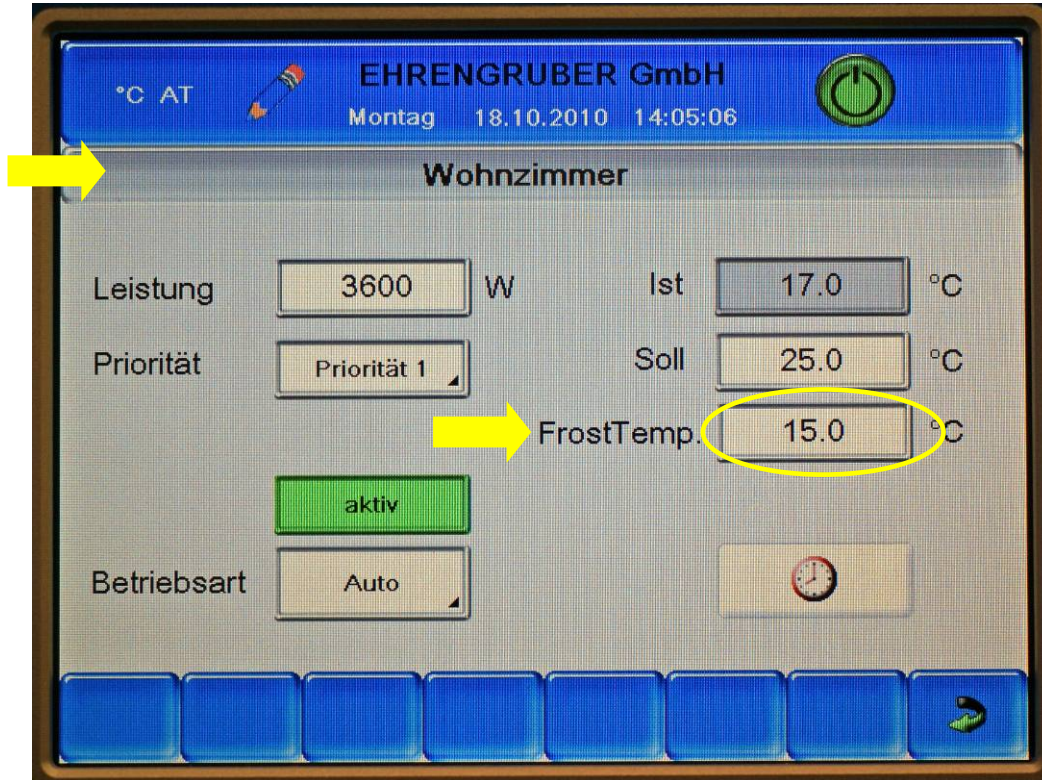 °C AT
EHRENGRUBER GmbH
Montag 18.10.2010 14:05:06
Wohnzimmer
Leistung 3600 W Ist 17.0 °C
Priorität Priorität 1 Soll 25.0 °C
FrostTemp. 15.0 °C
aktiv
Betriebsart Auto